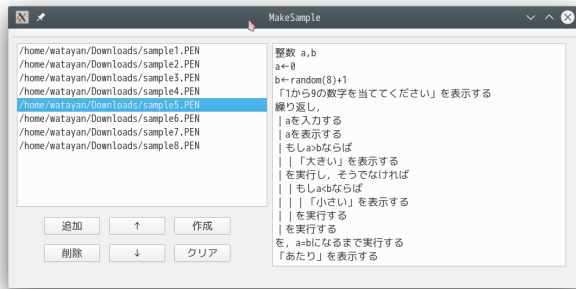 MakeSample
/home/watayan/Downloads/sample1.PEN
/home/watayan/Downloads/sample2.PEN
/home/watayan/Downloads/sample3.PEN
/home/watayan/Downloads/sample4.PEN
/home/watayan/Downloads/sample5.PEN
/home/watayan/Downloads/sample6.PEN
/home/watayan/Downloads/sample7.PEN
/home/watayan/Downloads/sample8.PEN
追加 ↑ 作成
削除 ↓ クリア
整数 a,b
a←0
b←random(8)+1
「1から9の数字を当ててください」を表示する
繰り返し,
|aを入力する
|aを表示する
|もしa>bならば
||「大きい」を表示する
|を実行し，そうでなければ
||もしa<bならば
|||「小さい」を表示する
||を実行する
|を実行する
を，a=bになるまで実行する
「あたり」を表示する